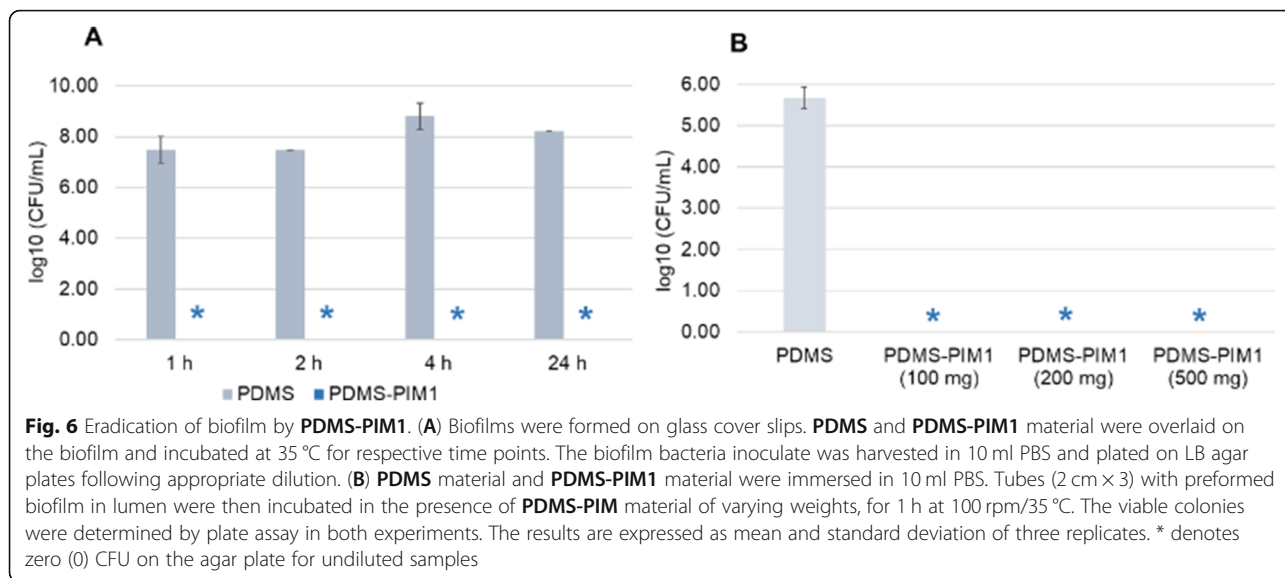 A
10.00
8.00
6.00
4.00
2.00
0.00
log10 (CFU/mL)
* * * *
1 h 2 h 4 h 24 h
PDMS PDMS-PIM1
B
6.00
5.00
4.00
3.00
2.00
1.00
0.00
log10 (CFU/mL)
* * *
PDMS PDMS-PIM1 PDMS-PIM1 PDMS-PIM1
(100 mg) (200 mg) (500 mg)
Fig. 6 Eradication of biofilm by PDMS-PIM1. (A) Biofilms were formed on glass cover slips. PDMS and PDMS-PIM1 material were overlaid on
the biofilm and incubated at 35 °C for respective time points. The biofilm bacteria inoculate was harvested in 10 ml PBS and plated on LB agar
plates following appropriate dilution. (B) PDMS material and PDMS-PIM1 material were immersed in 10 ml PBS. Tubes (2 cm × 3) with preformed
biofilm in lumen were then incubated in the presence of PDMS-PIM material of varying weights, for 1 h at 100 rpm/35 °C. The viable colonies
were determined by plate assay in both experiments. The results are expressed as mean and standard deviation of three replicates. * denotes
zero (0) CFU on the agar plate for undiluted samples